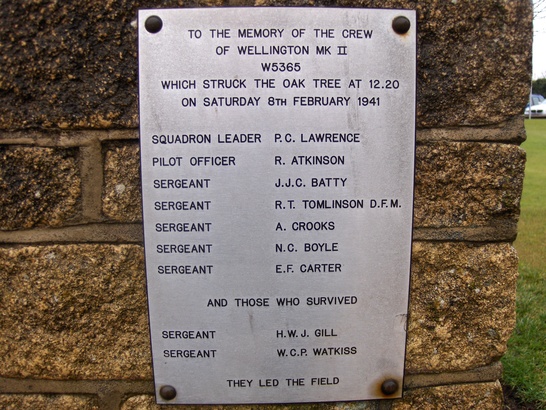 TO THE MEMORY OF THE CREW
OF WELLINGTON MK II
W5365
WHICH STRUCK THE OAK TREE AT 12.20
ON SATURDAY 8TH FEBRUARY 1941
SQUADRON LEADER P.C. LAWRENCE
PILOT OFFICER R. ATKINSON
SERGEANT J.J.C. BATTY
SERGEANT R.T. TOMLINSON D.F.M.
SERGEANT A. CROOKS
SERGEANT N.C. BOYLE
SERGEANT E.F. CARTER
AND THOSE WHO SURVIVED
SERGEANT H.W.J. GILL
SERGEANT W.C.P. WATKISS
THEY LED THE FIELD